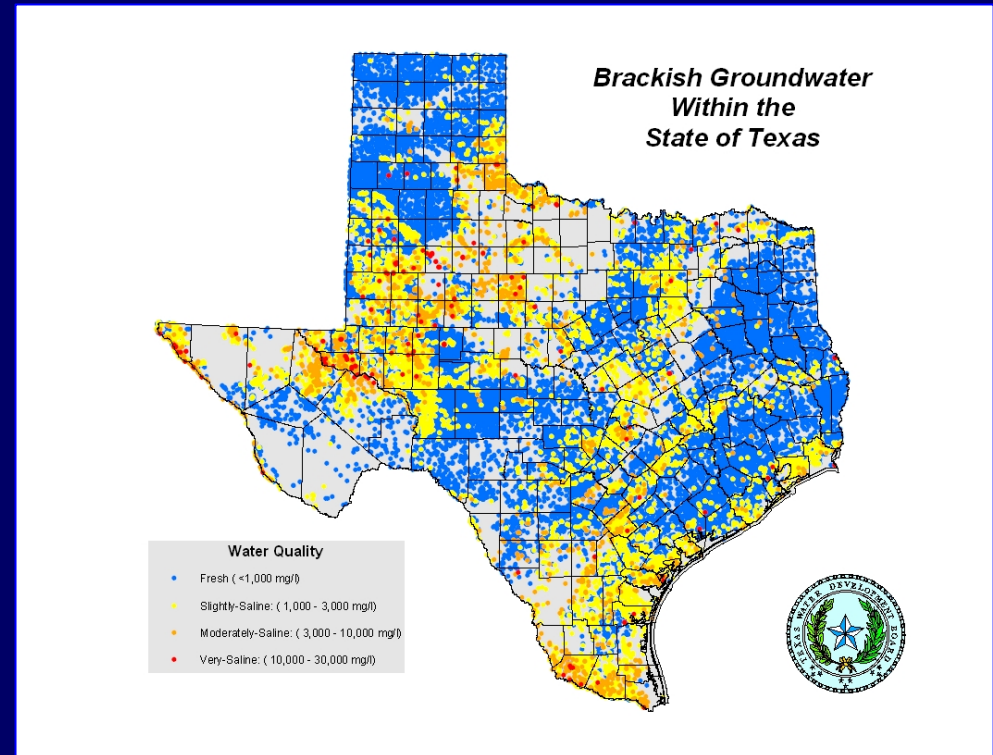 Brackish Groundwater
Within the
State of Texas
Water Quality
Fresh ( <1,000 mg/l)
Slightly-Saline: ( 1,000 - 3,000 mg/l)
Moderately-Saline: ( 3,000 - 10,000 mg/l)
Very-Saline: ( 10,000 - 30,000 mg/l)
TEXAS WATER DEVELOPMENT BOARD